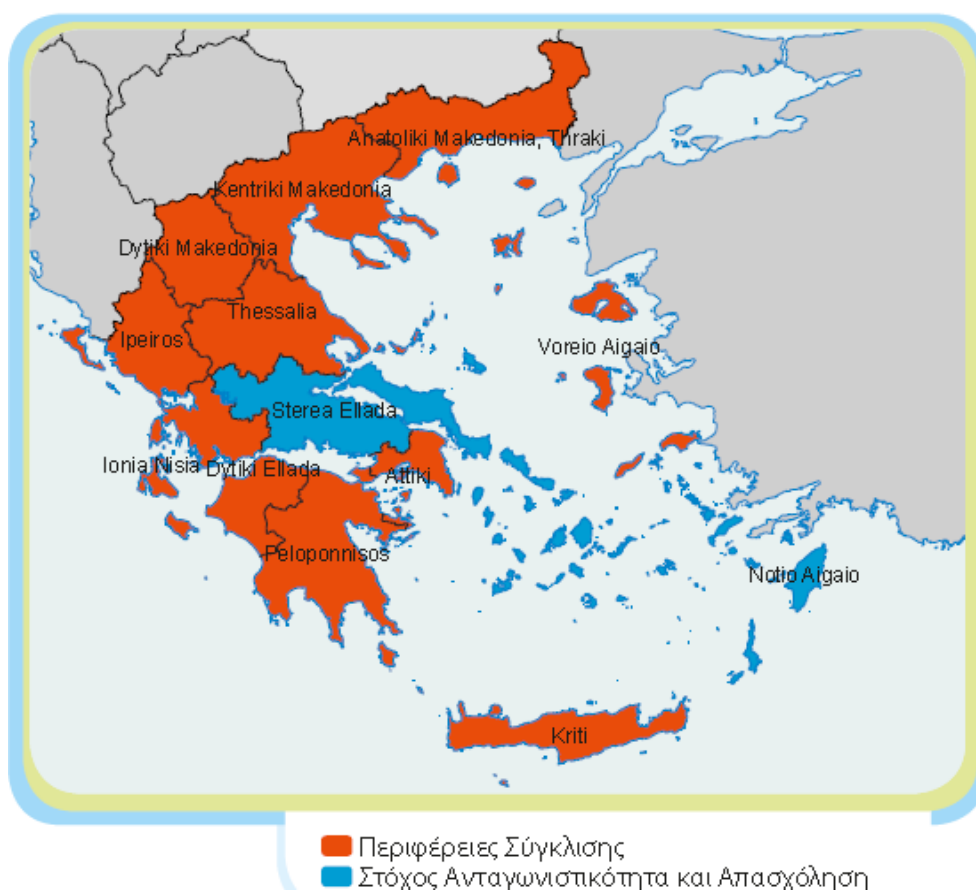 Anatoliki Makedonia, Thraki
Kentriki Makedonia
Dytiki Makedonia
Thessalia
Ipeiros
Voreio Aigaio
Sterea Ellada
Ionia Nisia
Dytiki Ellada
Attiki
Peloponnisos
Notio Aigaio
Kriti
Περιφέρειες Σύγκλισης
Στόχος Ανταγωνιστικότητα και Απασχόληση